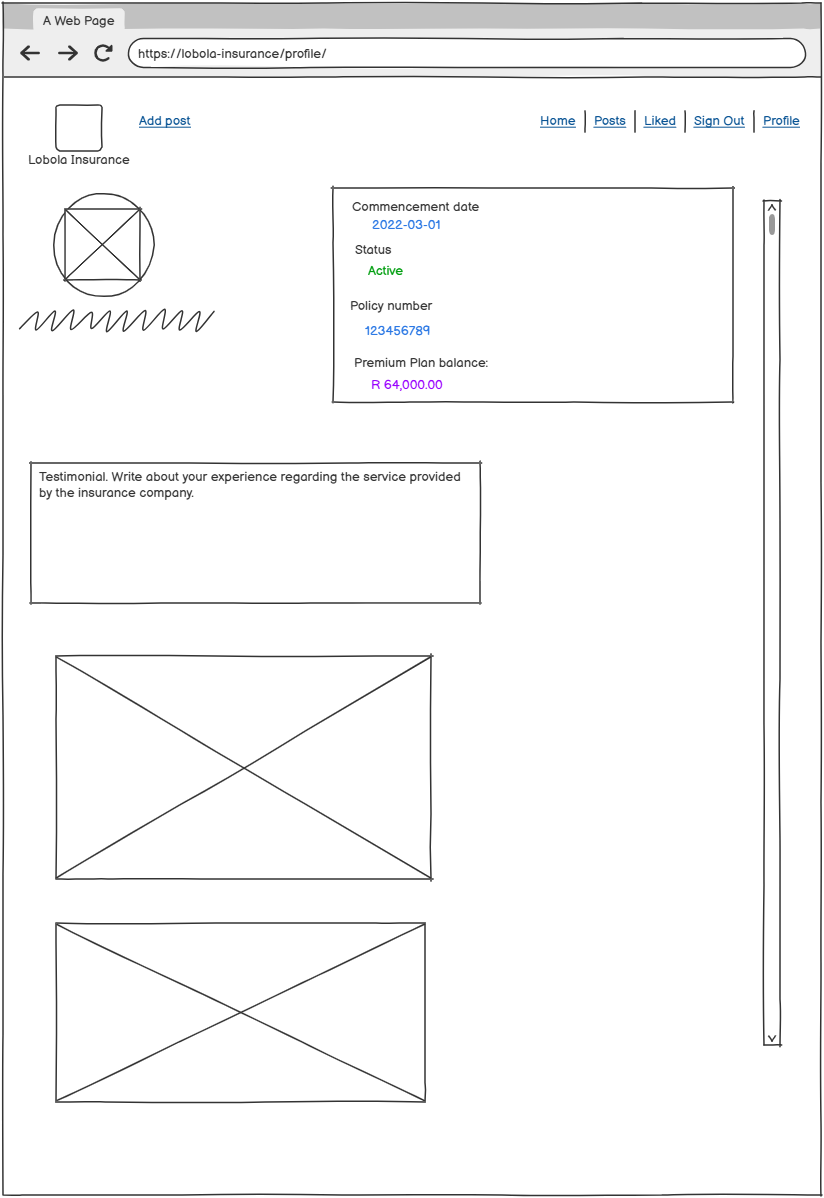 A Web Page
https://lobola-insurance/profile/
Add post
Home
Posts
Liked
Sign Out
Profile
Lobola Insurance
Commencement date
2022-03-01
Status
Active
Policy number
123456789
Premium Plan balance:
R 64,000.00
Testimonial. Write about your experience regarding the service provided
by the insurance company.